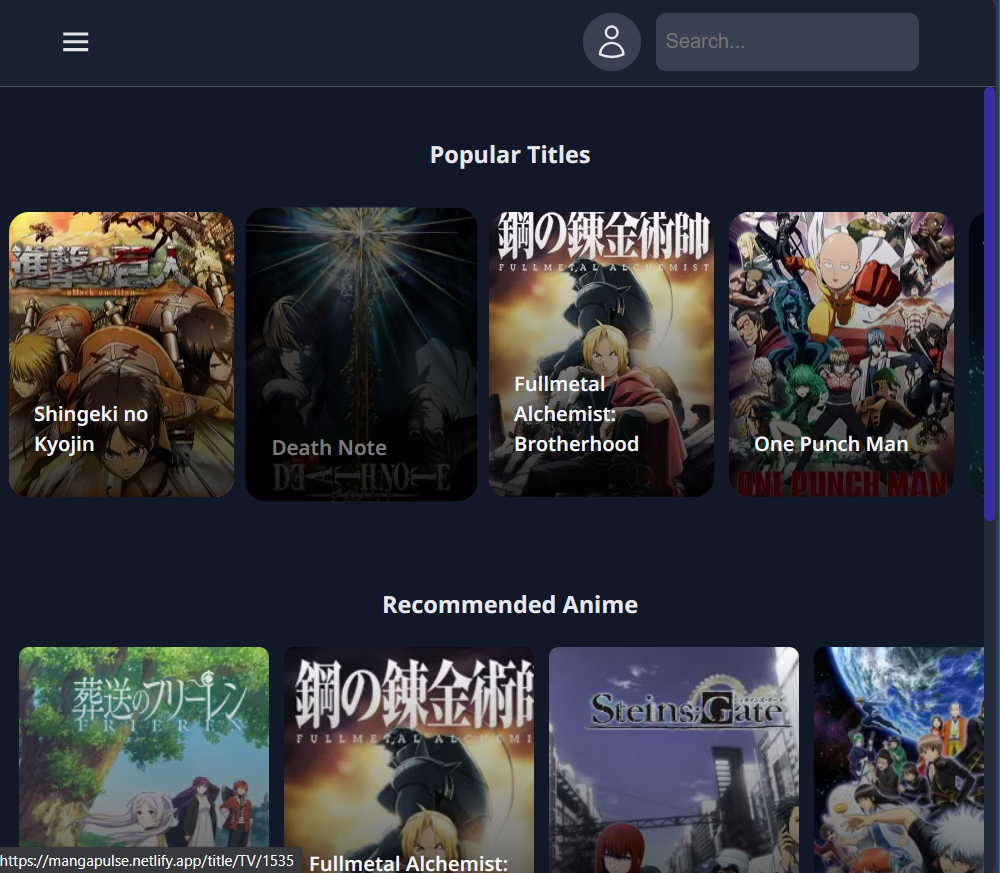 Search...
Popular Titles
進撃の巨人
attack on titan
Shingeki no
Kyojin
Death Note
DEATH NOTE
鋼の錬金術師
FULLMETAL ALCHEMIST
Fullmetal
Alchemist:
Brotherhood
One Punch Man
ONE PUNCH MAN
Recommended Anime
葬送のフリーレン
FRIEREN
鋼の錬金術師
FULLMETAL ALCHEMIS
Fullmetal Alchemist:
Steins;Gate
https://mangapulse.netlify.app/title/TV/1535